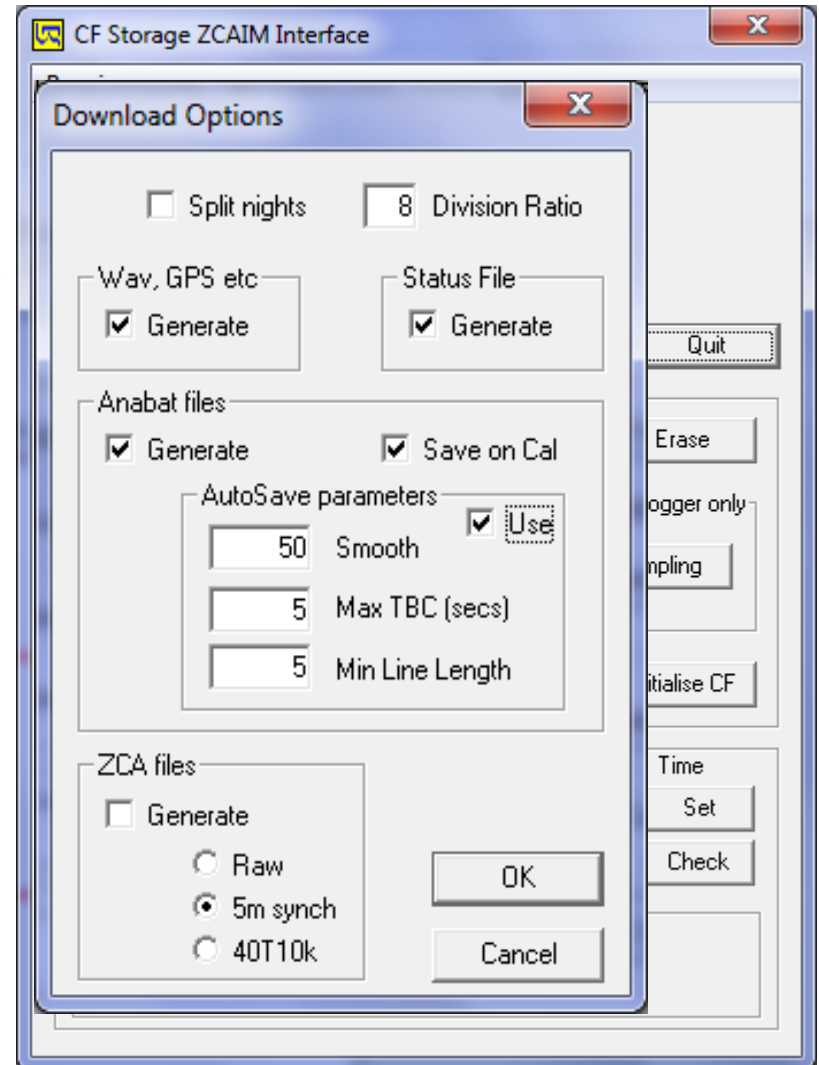 CF Storage ZCAIM Interface
Download Options
Split nights 8 Division Ratio
Wav, GPS etc Status File
Generate Generate
Quit
Anabat files
Generate Save on Cal
Erase
AutoSave parameters
Use
ogger only
50 Smooth
mpling
5 Max TBC (secs)
5 Min Line Length
itialise CF
ZCA files
Time
Generate
Set
Raw
OK
Check
5m synch
40T10k
Cancel